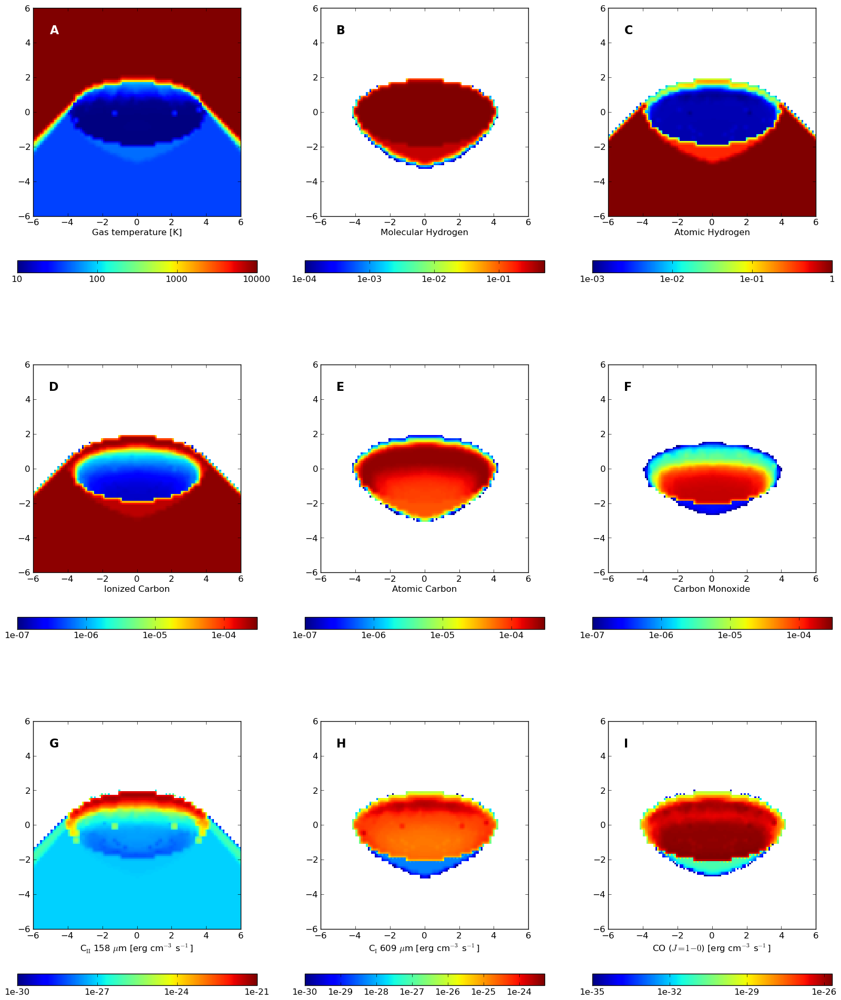 A B C
6 6 6
4 4 4
2 2 2
0 0 0
−2 −2 −2
−4 −4 −4
−6 −6 −6
−6 −4 −2 0 2 4 6 −6 −4 −2 0 2 4 6 −6 −4 −2 0 2 4 6
Gas temperature [K] Molecular Hydrogen Atomic Hydrogen
10 100 1000 10000 1e-04 1e-03 1e-02 1e-01 1e-03 1e-02 1e-01 1
6 6 6
D E F
4 4 4
2 2 2
0 0 0
−2 −2 −2
−4 −4 −4
−6 −6 −6
−6 −4 −2 0 2 4 6 −6 −4 −2 0 2 4 6 −6 −4 −2 0 2 4 6
Ionized Carbon Atomic Carbon Carbon Monoxide
1e-07 1e-06 1e-05 1e-04 1e-07 1e-06 1e-05 1e-04 1e-07 1e-06 1e-05 1e-04
6 6 6
G H I
4 4 4
2 2 2
0 0 0
−2 −2 −2
−4 −4 −4
−6 −6 −6
−6 −4 −2 0 2 4 6 −6 −4 −2 0 2 4 6 −6 −4 −2 0 2 4 6
C_II 158 μm [erg cm⁻³ s⁻¹] C_I 609 μm [erg cm⁻³ s⁻¹] CO (J=1−0) [erg cm⁻³ s⁻¹]
1e-30 1e-27 1e-24 1e-21 1e-30 1e-29 1e-28 1e-27 1e-26 1e-25 1e-24 1e-35 1e-32 1e-29 1e-26